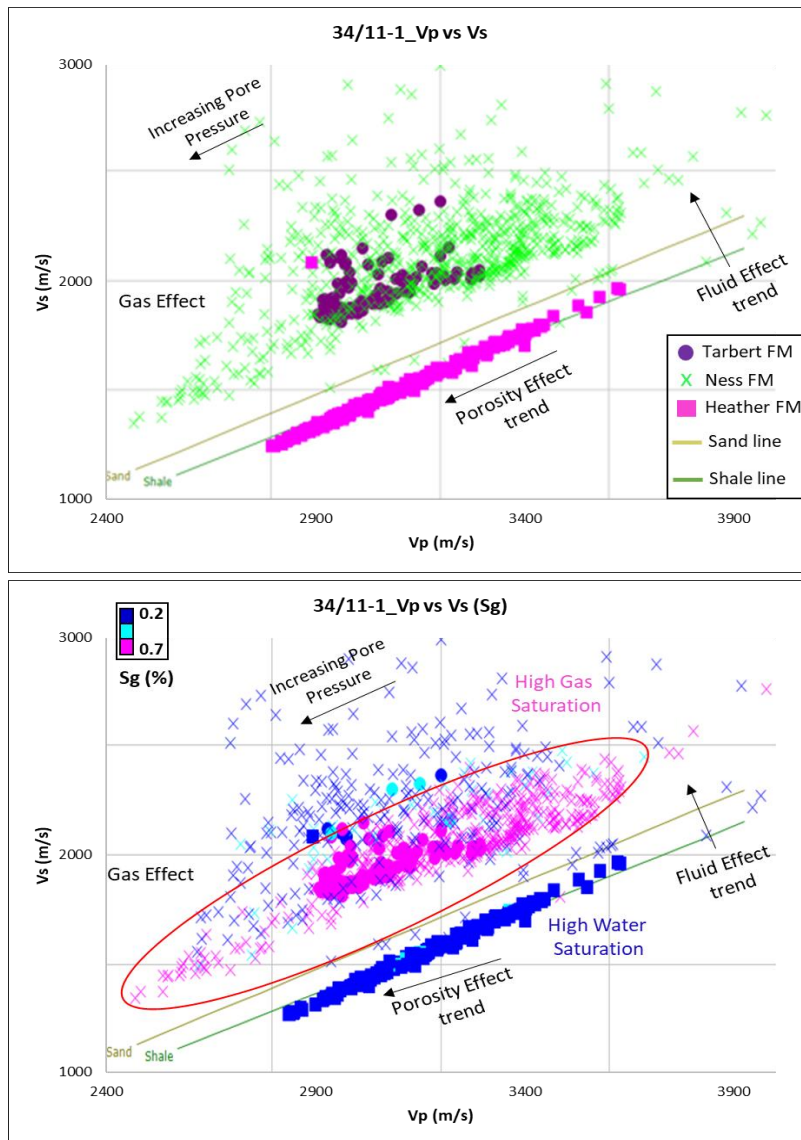 34/11-1_Vp vs Vs
3000
Increasing Pore
Pressure
Vs (m/s)
2000
Gas Effect
Fluid Effect
trend
Porosity Effect
trend
Tarbert FM
Ness FM
Heather FM
Sand line
Shale line
Sand
Shale
1000
2400
2900
3400
3900
Vp (m/s)
34/11-1_Vp vs Vs (Sg)
0.2
0.7
Sg (%)
3000
Increasing Pore
Pressure
High Gas
Saturation
Vs (m/s)
2000
Gas Effect
Fluid Effect
trend
High Water
Saturation
Porosity Effect
trend
Sand
Shale
1000
2400
2900
3400
3900
Vp (m/s)